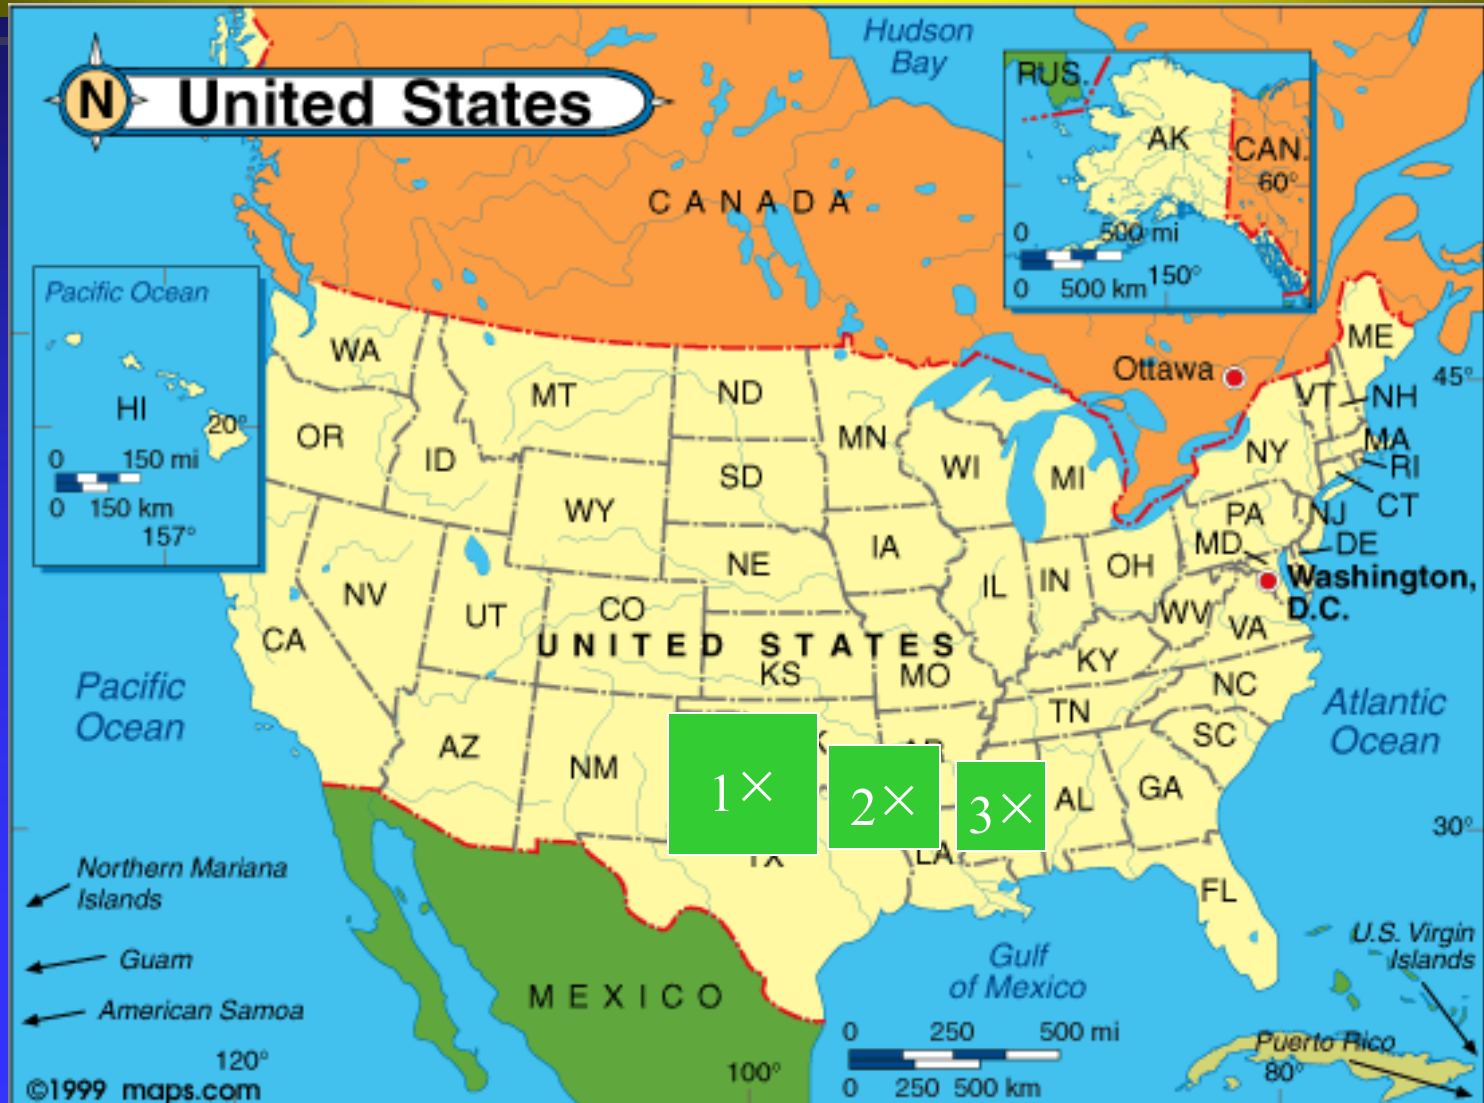 Hudson
Bay
N United States
RUS.
AK
CAN.
60°
0 500 mi
150°
0 500 km
CANADA
Pacific Ocean
HI
20°
0 150 mi
0 150 km
157°
Ottawa
45°
WA
MT
ND
MN
ME
VT
NH
OR
ID
SD
WI
MI
NY
MA
RI
CT
WY
PA
NJ
MD
DE
IA
NE
OH
IL
IN
Washington,
D.C.
NV
UT
CO
WV
VA
CA
UNITED STATES
KS
MO
KY
NC
TN
SC
Pacific
Ocean
Atlantic
Ocean
AZ
NM
AL
GA
1×
2×
3×
30°
TX
LA
FL
Northern Mariana
Islands
Guam
American Samoa
MEXICO
Gulf
of Mexico
U.S. Virgin
Islands
0 250 500 mi
0 250 500 km
Puerto Rico
120°
100°
80°
©1999 maps.com